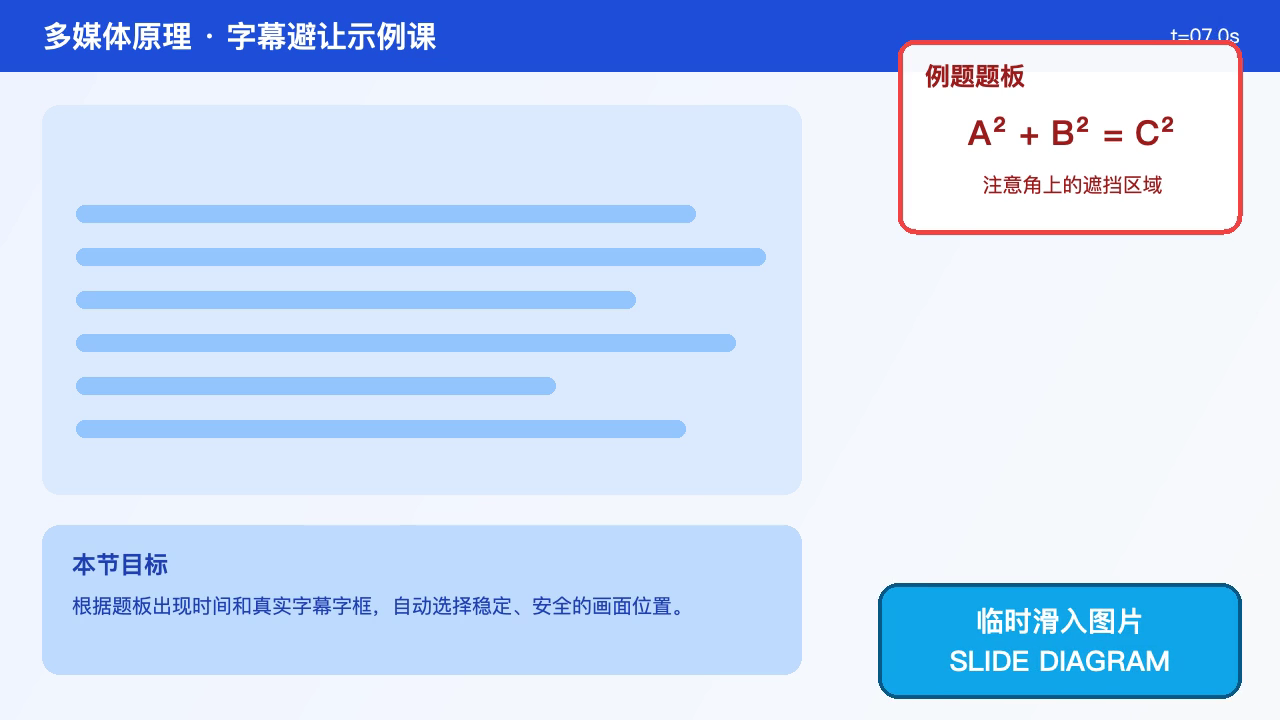 多媒体原理 · 字幕避让示例课
t=07.0s
例题题板
A² + B² = C²
注意角上的遮挡区域
本节目标
根据题板出现时间和真实字幕字框，自动选择稳定、安全的画面位置。
临时滑入图片
SLIDE DIAGRAM